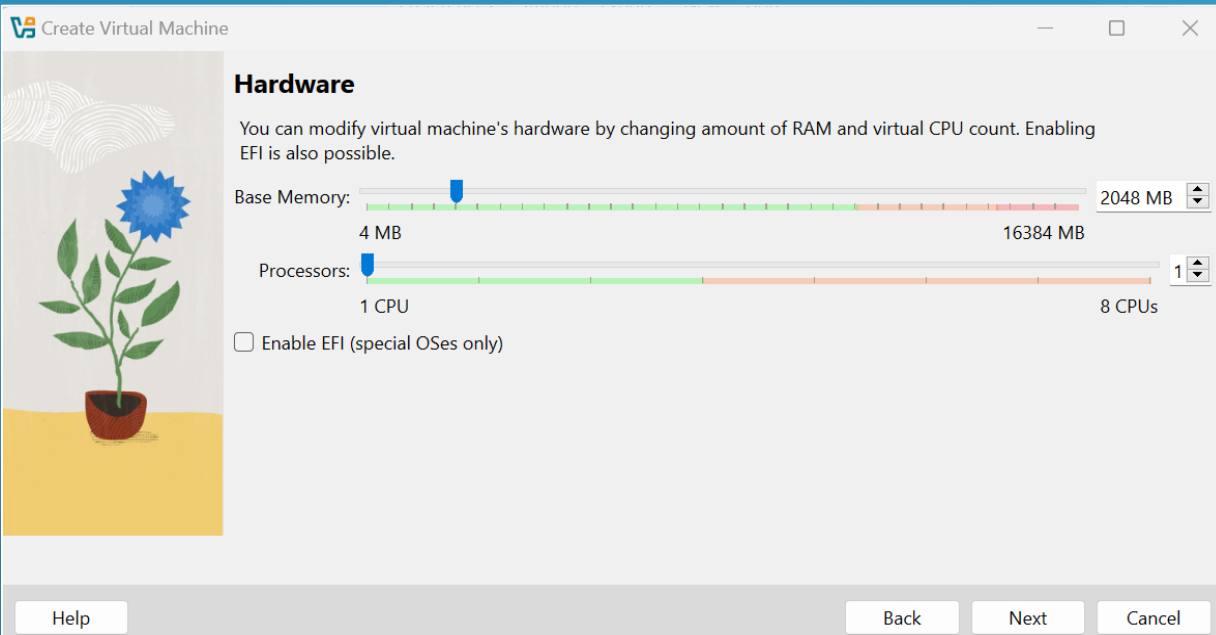 Create Virtual Machine
Hardware
You can modify virtual machine's hardware by changing amount of RAM and virtual CPU count. Enabling
EFI is also possible.
Base Memory: 2048 MB
4 MB 16384 MB
Processors: 1
1 CPU 8 CPUs
Enable EFI (special OSes only)
Help Back Next Cancel